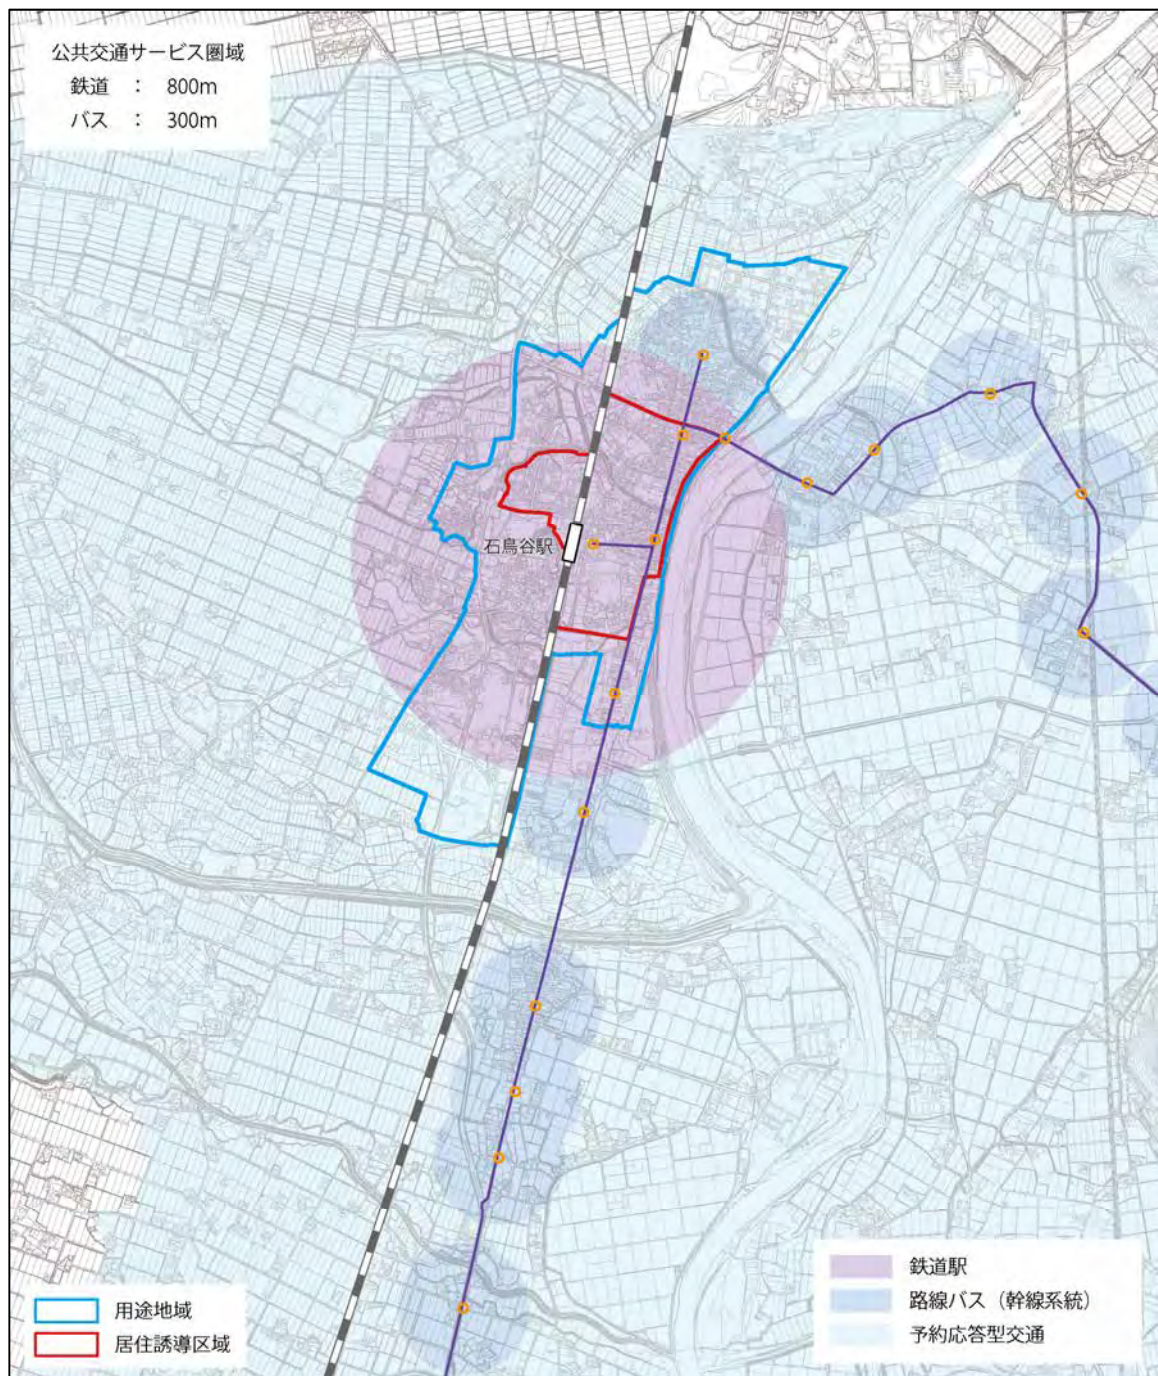 公共交通サービス圏域
鉄道 : 800m
バス : 300m
石鳥谷駅
用途地域
居住誘導区域
鉄道駅
路線バス（幹線系統）
予約応答型交通